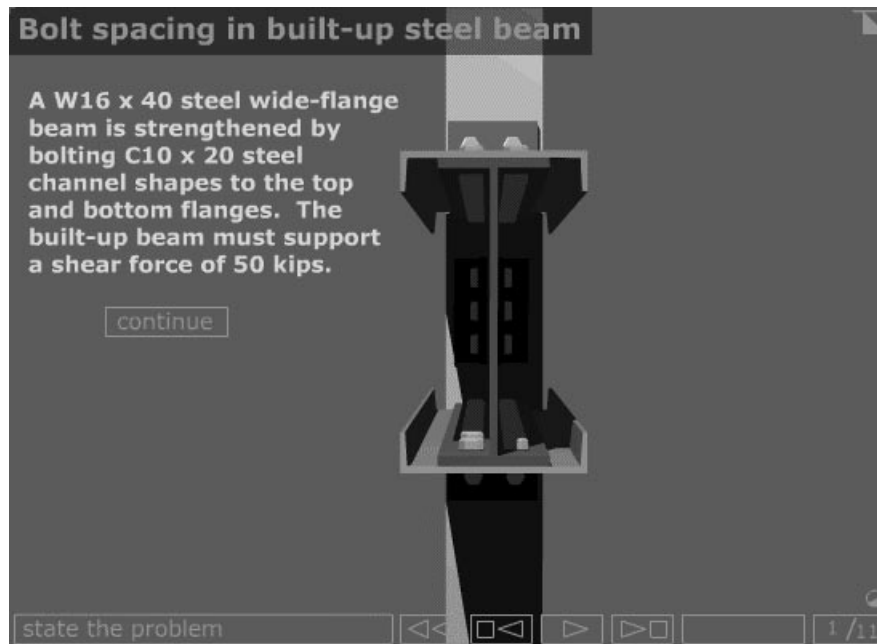 Bolt spacing in built-up steel beam
A W16 x 40 steel wide-flange
beam is strengthened by
bolting C10 x 20 steel
channel shapes to the top
and bottom flanges.  The
built-up beam must support
a shear force of 50 kips.
continue
state the problem
1 /11